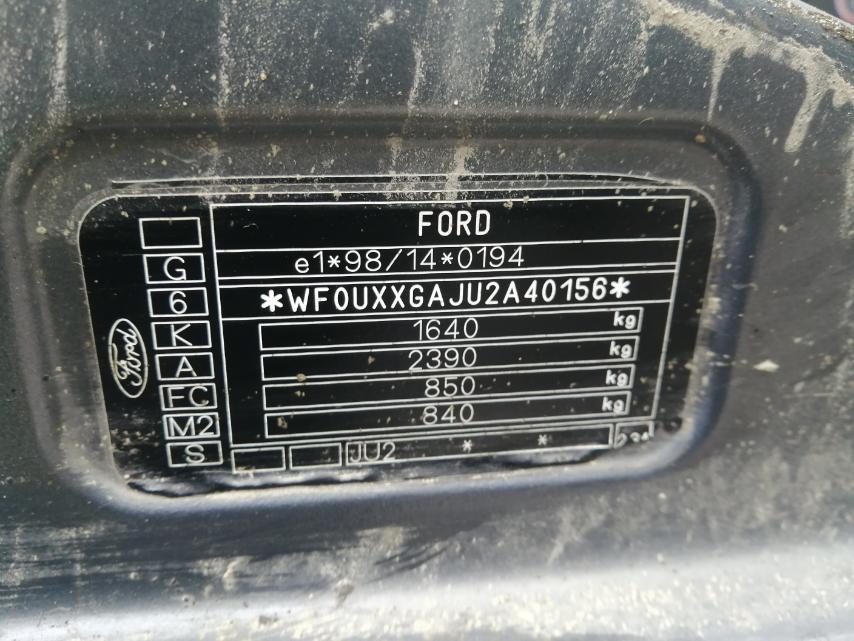 FORD
G
e1*98/14*0194
6
*WF0UXXGAJU2A40156*
K
1640 kg
A
2390 kg
Ford
FC
850 kg
M2
840 kg
S
JU2 * *